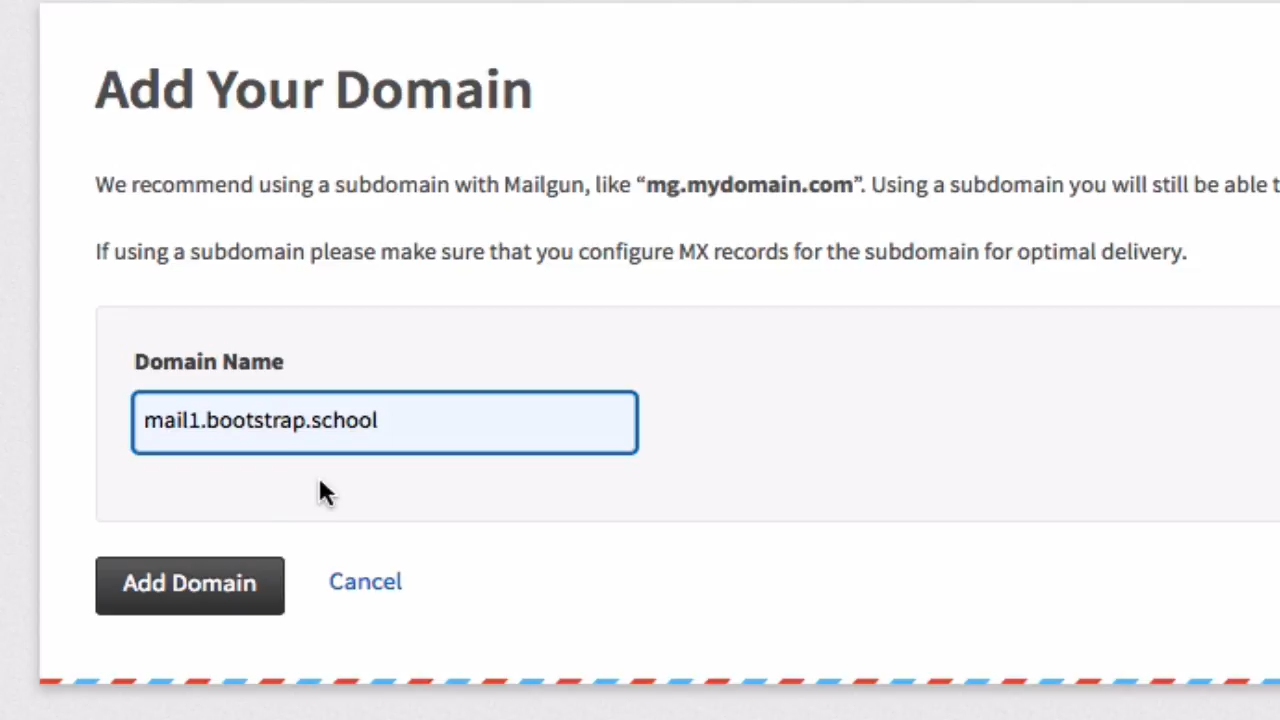 Add Your Domain
We recommend using a subdomain with Mailgun, like “mg.mydomain.com”. Using a subdomain you will still be able
If using a subdomain please make sure that you configure MX records for the subdomain for optimal delivery.
Domain Name
mail1.bootstrap.school
Add Domain Cancel